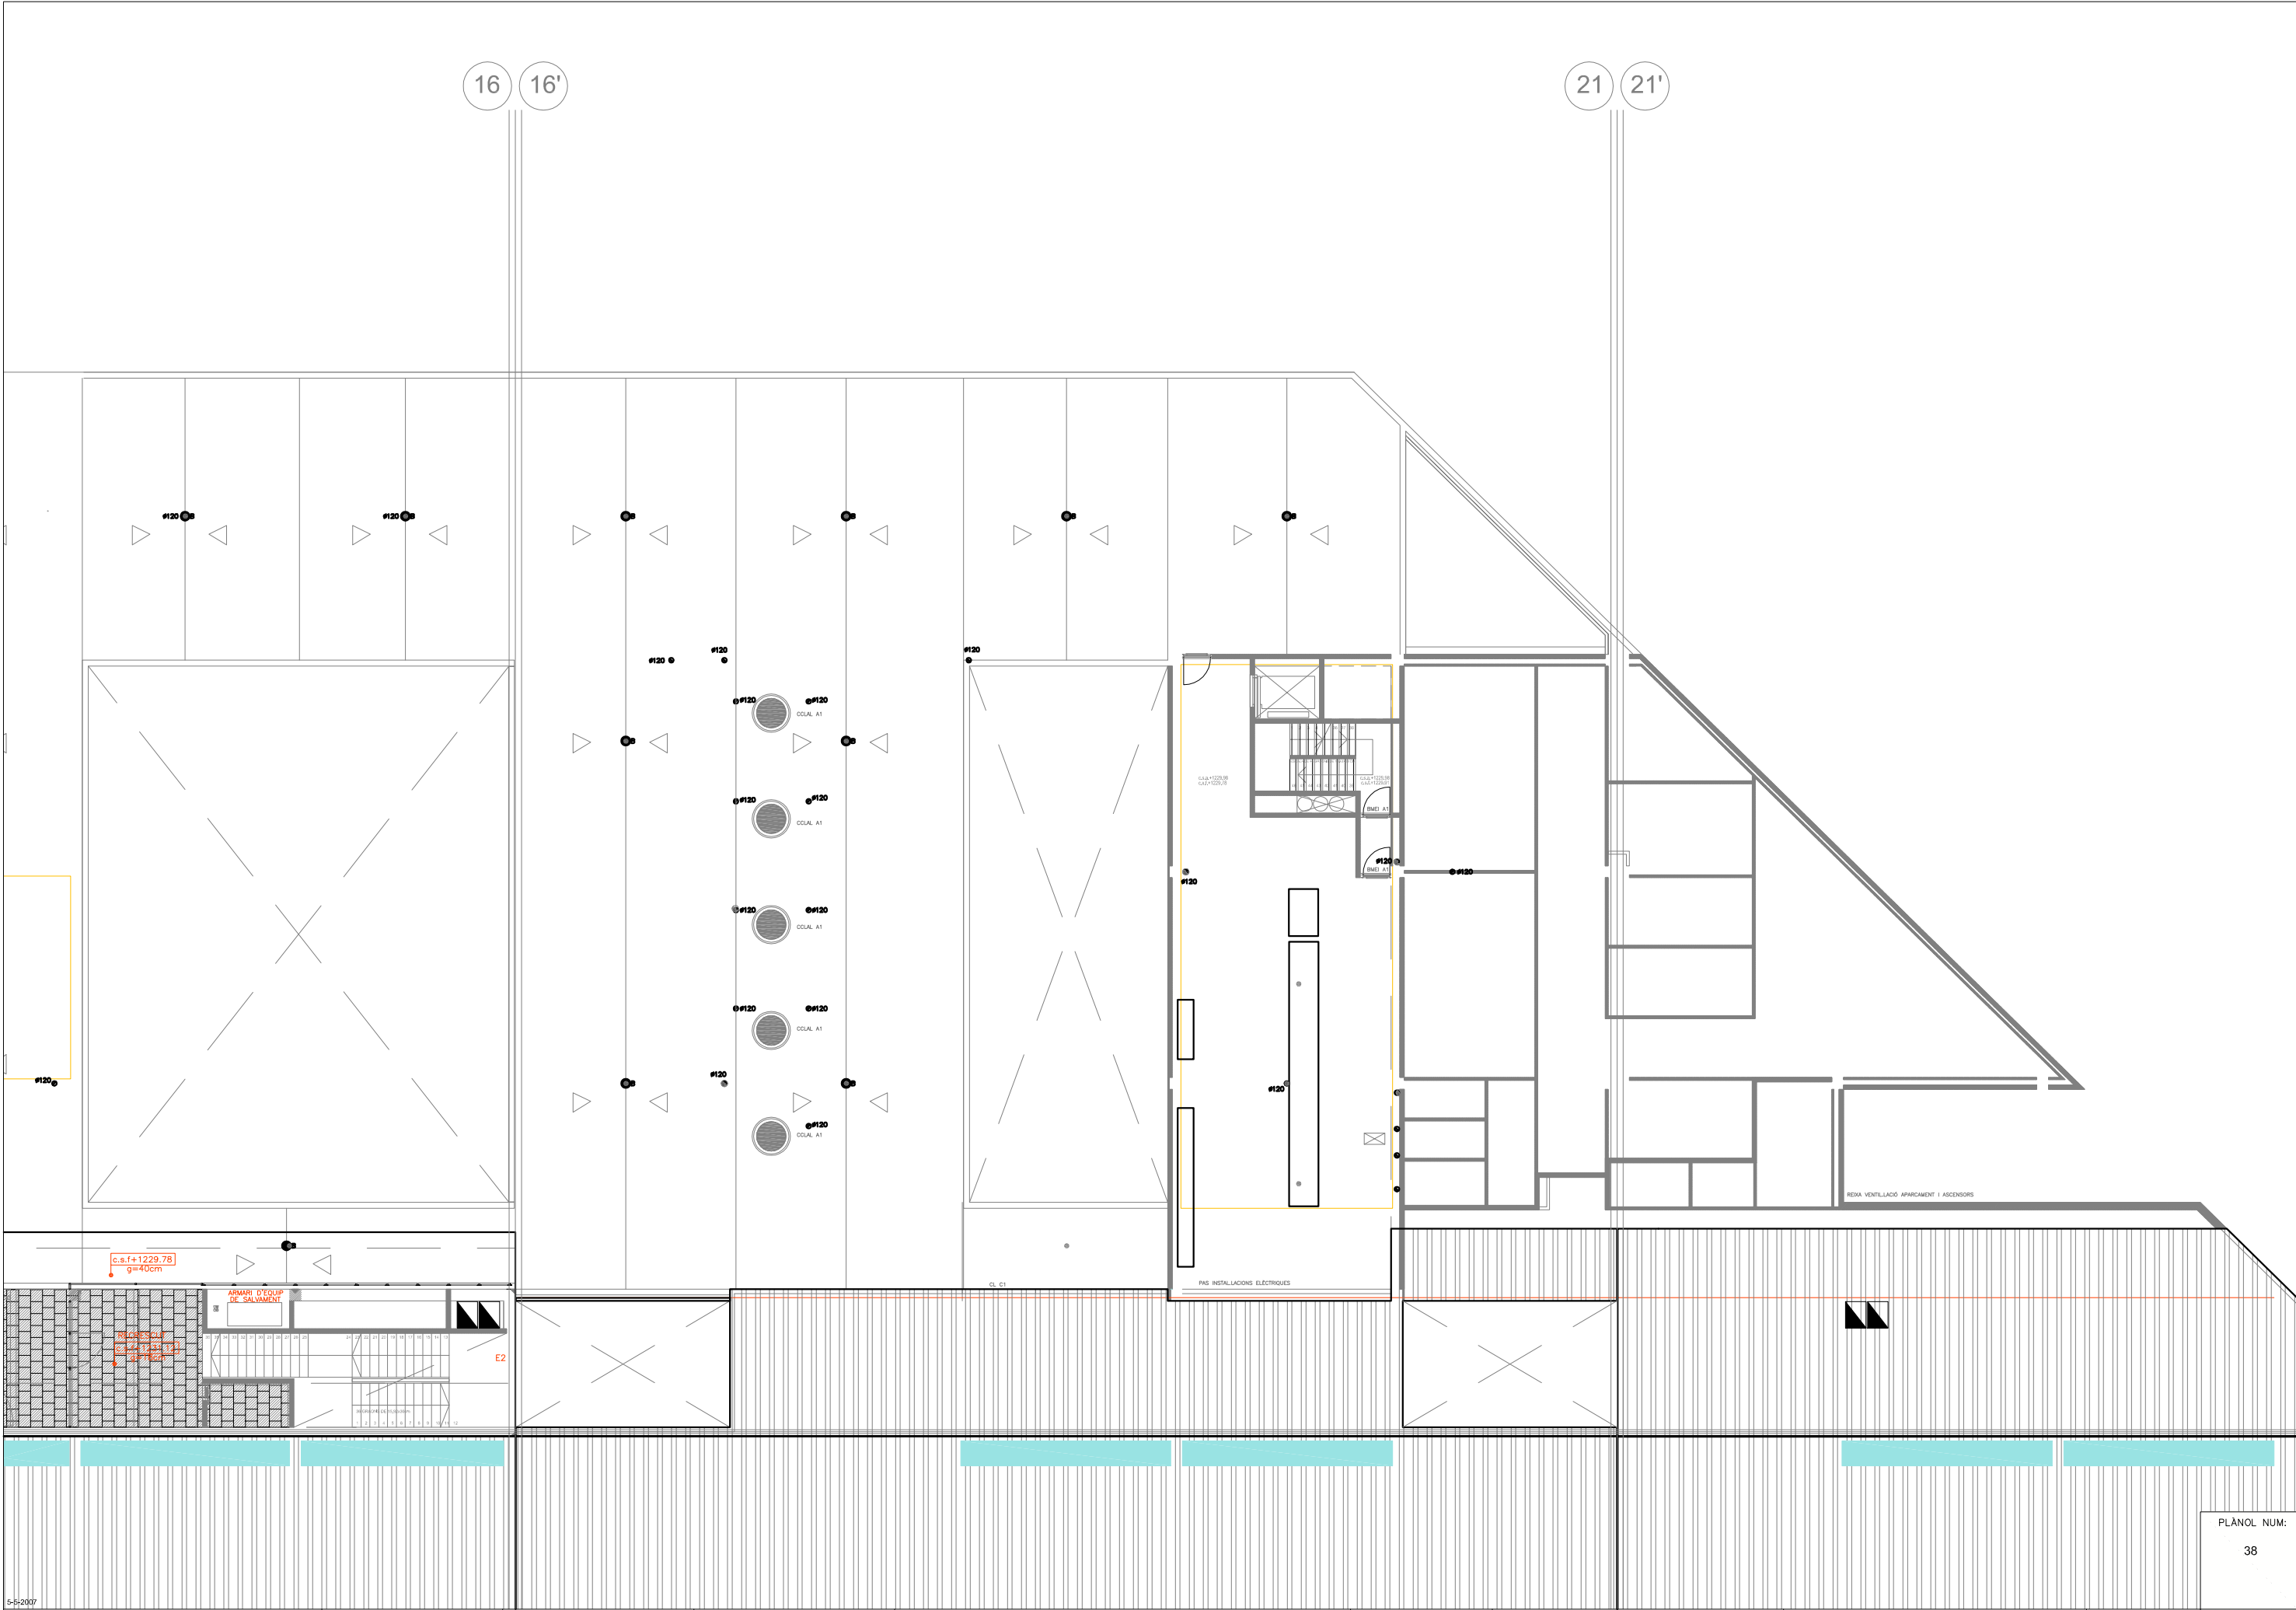 16 16' 21 21'
ø120 ø120
ø120 ø120 ø120
ø120 ø120
CCLAL A1
ø120 ø120
CCLAL A1
BMEI A1
ø120 ø120
BMEI A1
ø120
ø120 ø120
CCLAL A1
ø120 ø120
CCLAL A1
ø120 ø120
ø120
ø120
CCLAL A1
REIXA VENTIL.LACIÓ APARCAMENT I ASCENSORS
c.s.f+1229.78
g=40cm
CL C1
PAS INSTAL.LACIONS ELÈCTRIQUES
ARMARI D'EQUIP
DE SALVAMENT
E2
PLÀNOL NUM:
38
5-5-2007